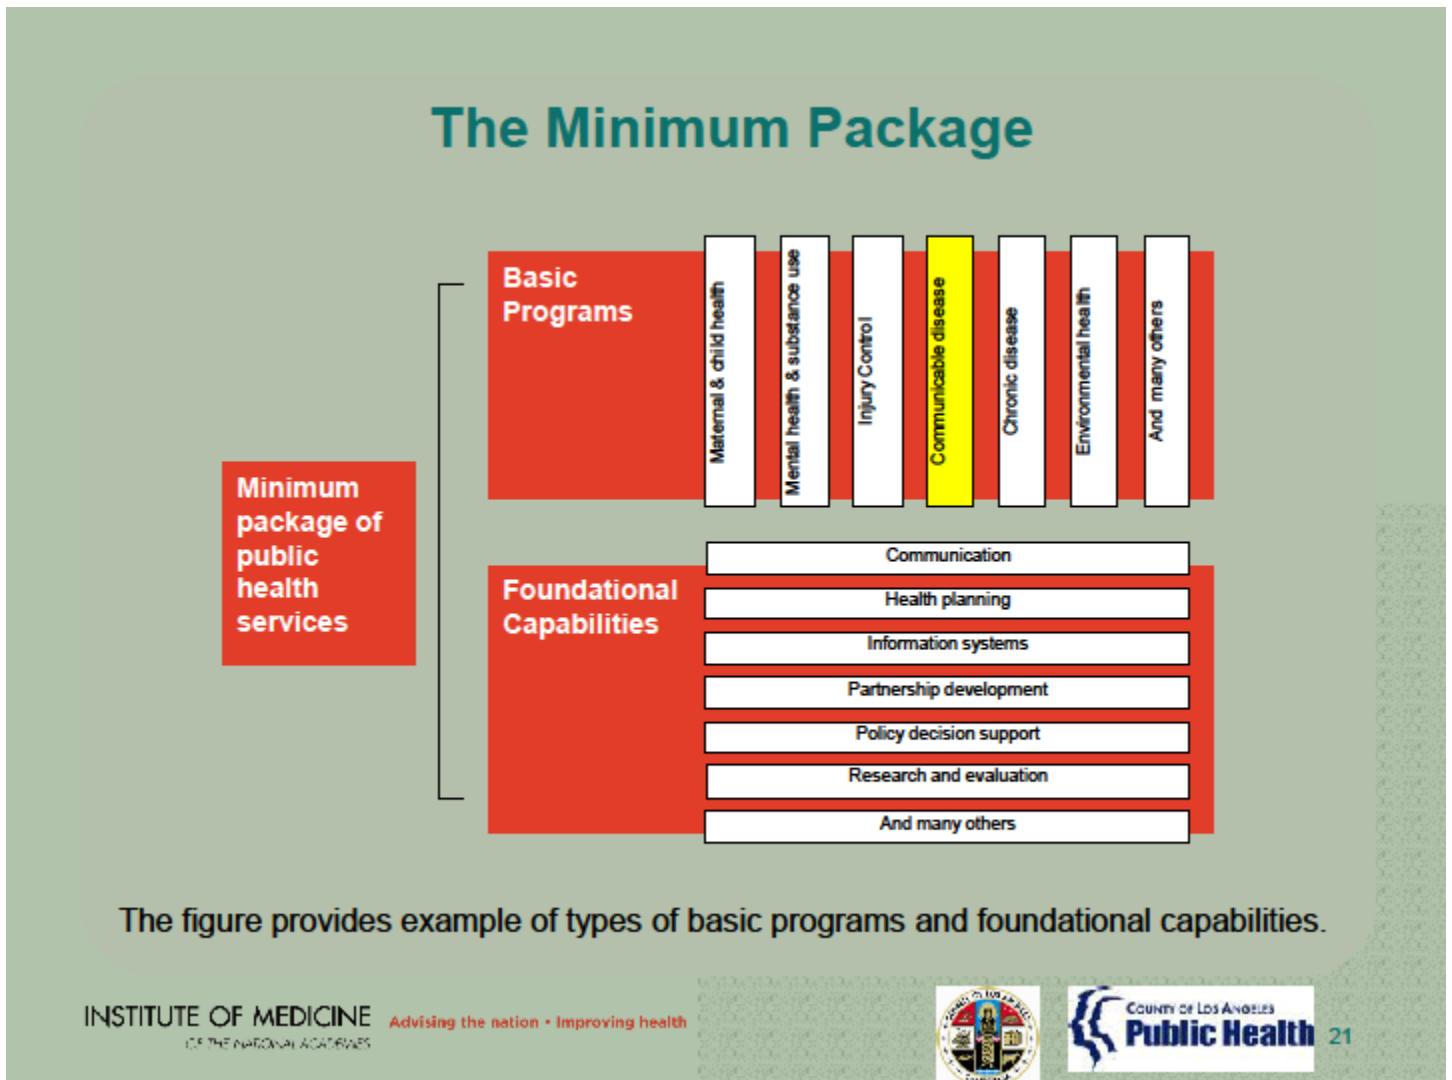 The Minimum Package
Basic
Programs
Maternal & child health
Mental health & substance use
Injury Control
Communicable disease
Chronic disease
Environmental health
And many others
Minimum
package of
public
health
services
Foundational
Capabilities
Communication
Health planning
Information systems
Partnership development
Policy decision support
Research and evaluation
And many others
The figure provides example of types of basic programs and foundational capabilities.
INSTITUTE OF MEDICINE
OF THE NATIONAL ACADEMIES
Advising the nation • Improving health
COUNTY OF LOS ANGELES
Public Health
21